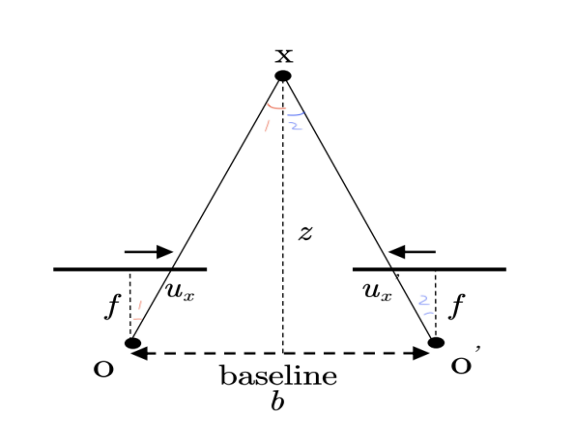 x
1 2
z
f 1 u_x u_x' 2 f
o o'
baseline
b